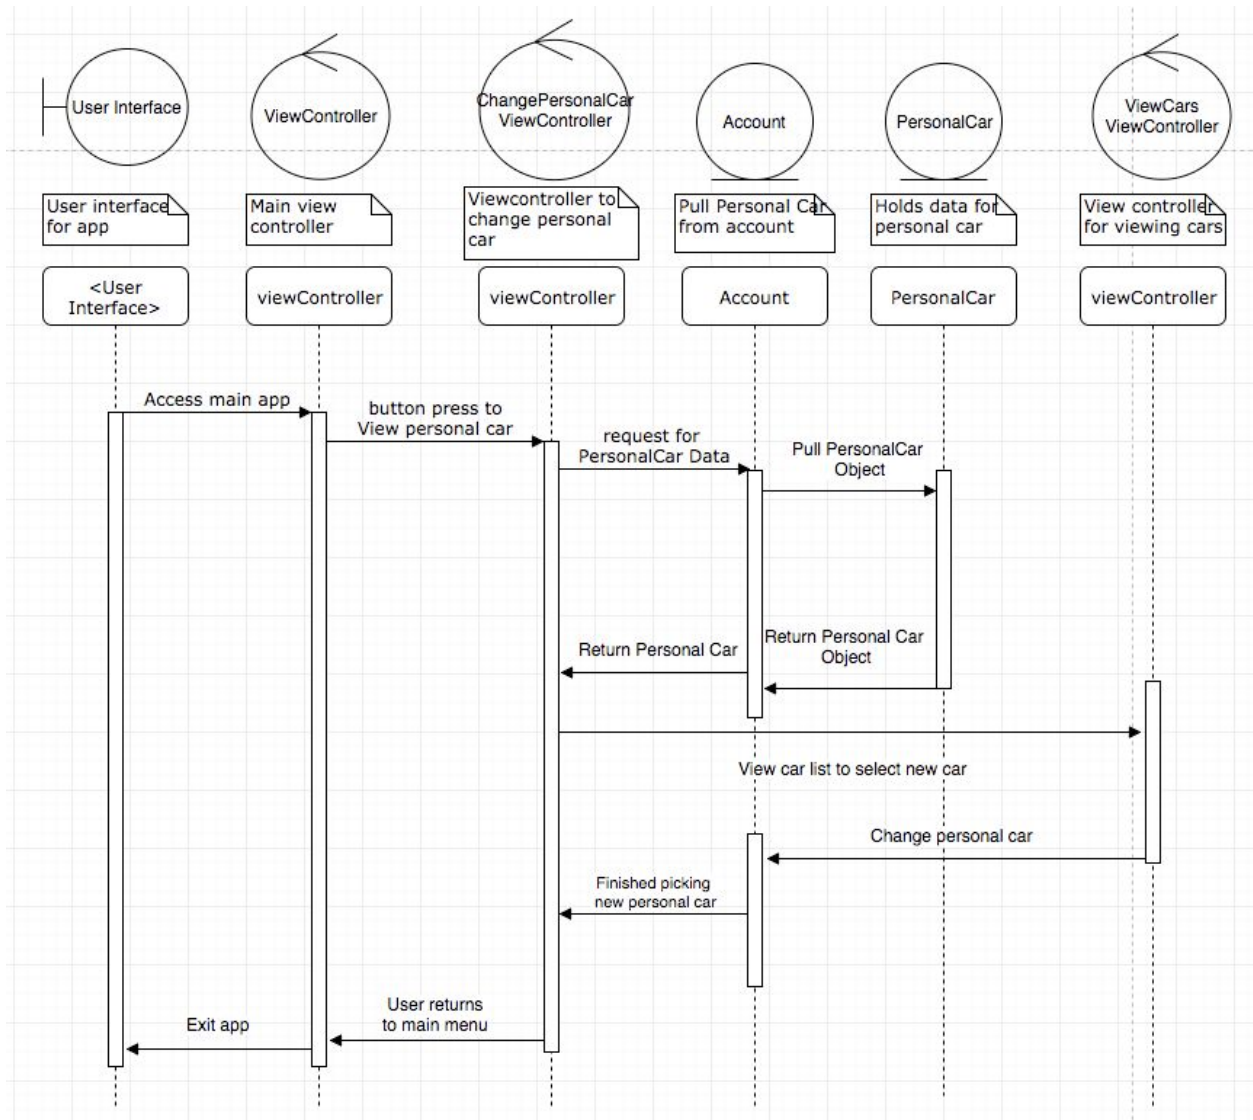 User Interface
ViewController
ChangePersonalCar
ViewController
Account
PersonalCar
ViewCars
ViewController
User interface
for app
Main view
controller
Viewcontroller to
change personal
car
Pull Personal Car
from account
Holds data for
personal car
View controller
for viewing cars
<User
Interface>
viewController
viewController
Account
PersonalCar
viewController
Access main app
button press to
View personal car
request for
PersonalCar Data
Pull PersonalCar
Object
Return Personal Car
Return Personal Car
Object
View car list to select new car
Change personal car
Finished picking
new personal car
User returns
to main menu
Exit app